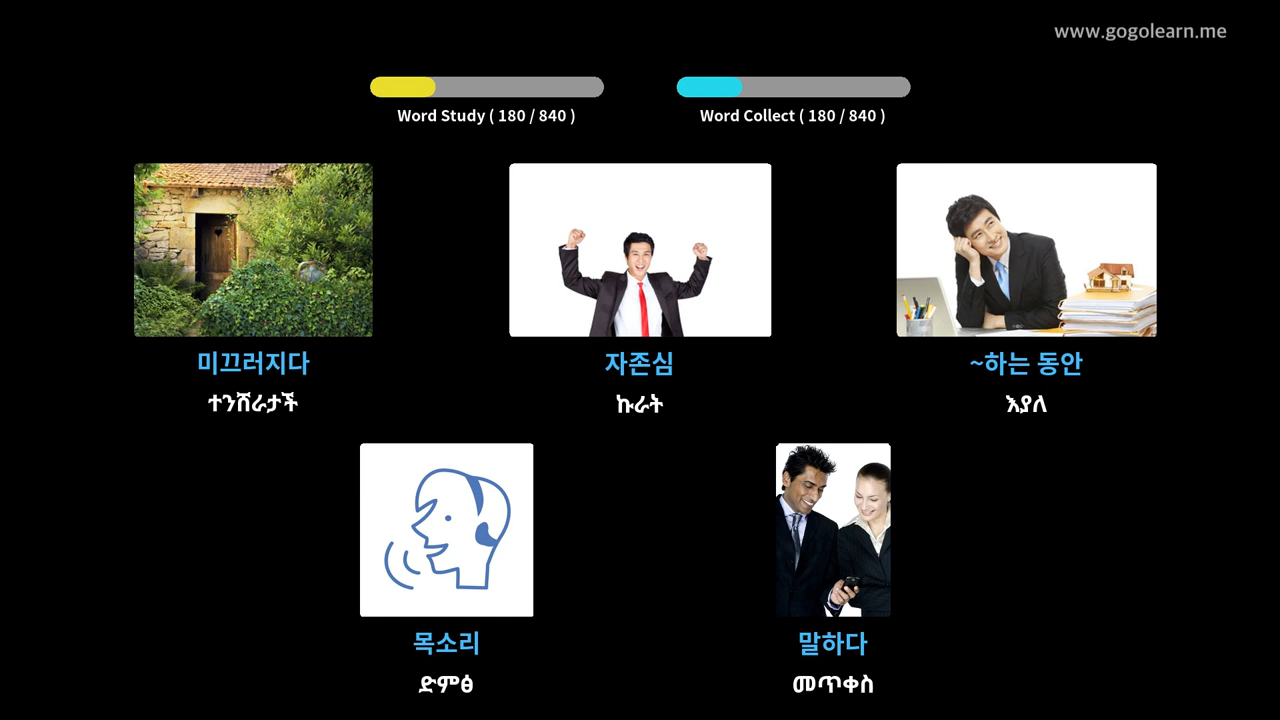 www.gogolearn.me
Word Study ( 180 / 840 )
Word Collect ( 180 / 840 )
미끄러지다
ተንሸራታች
자존심
ኩራት
~하는 동안
እያለ
목소리
ድምፅ
말하다
መጥቀስ